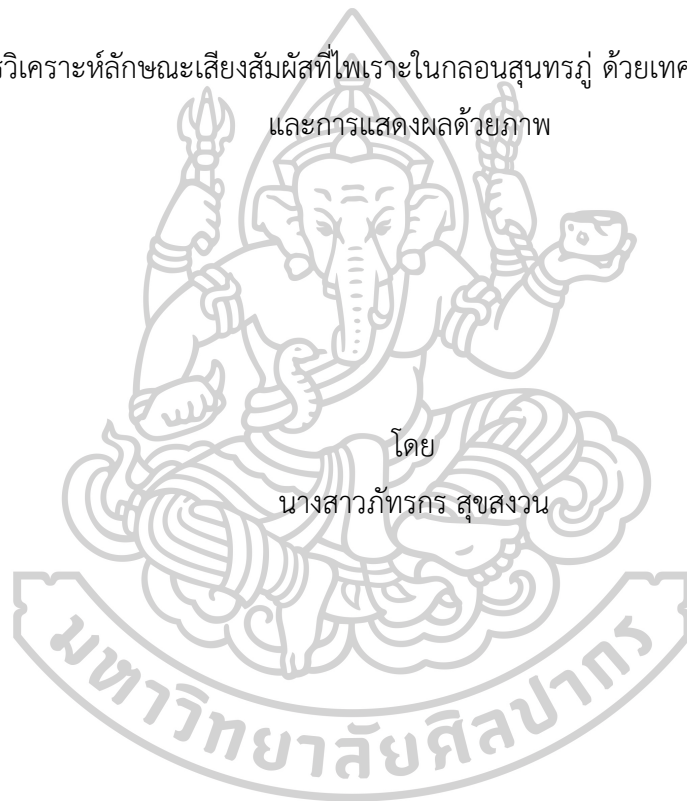 รวิเคราะห์ลักษณะเสียงสัมผัสที่ไพเราะในกลอนสุนทรภู่ ด้วยเทค
และการแสดงผลด้วยภาพ
โดย
นางสาวภัทรกร สุขสงวน
มหาวิทยาลัยศิลปากร